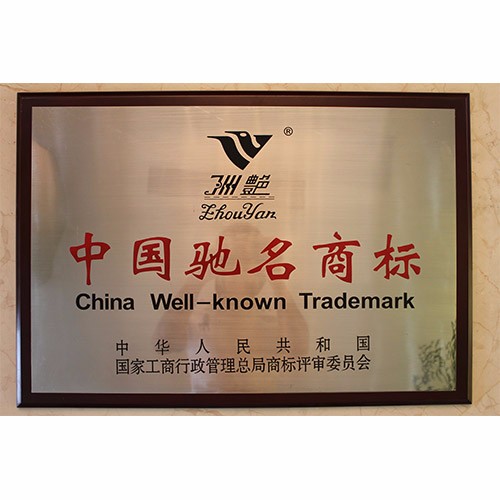 ®
洲艷
ZhouYan
中国驰名商标
China Well-known Trademark
中华人民共和国
国家工商行政管理总局商标评审委员会